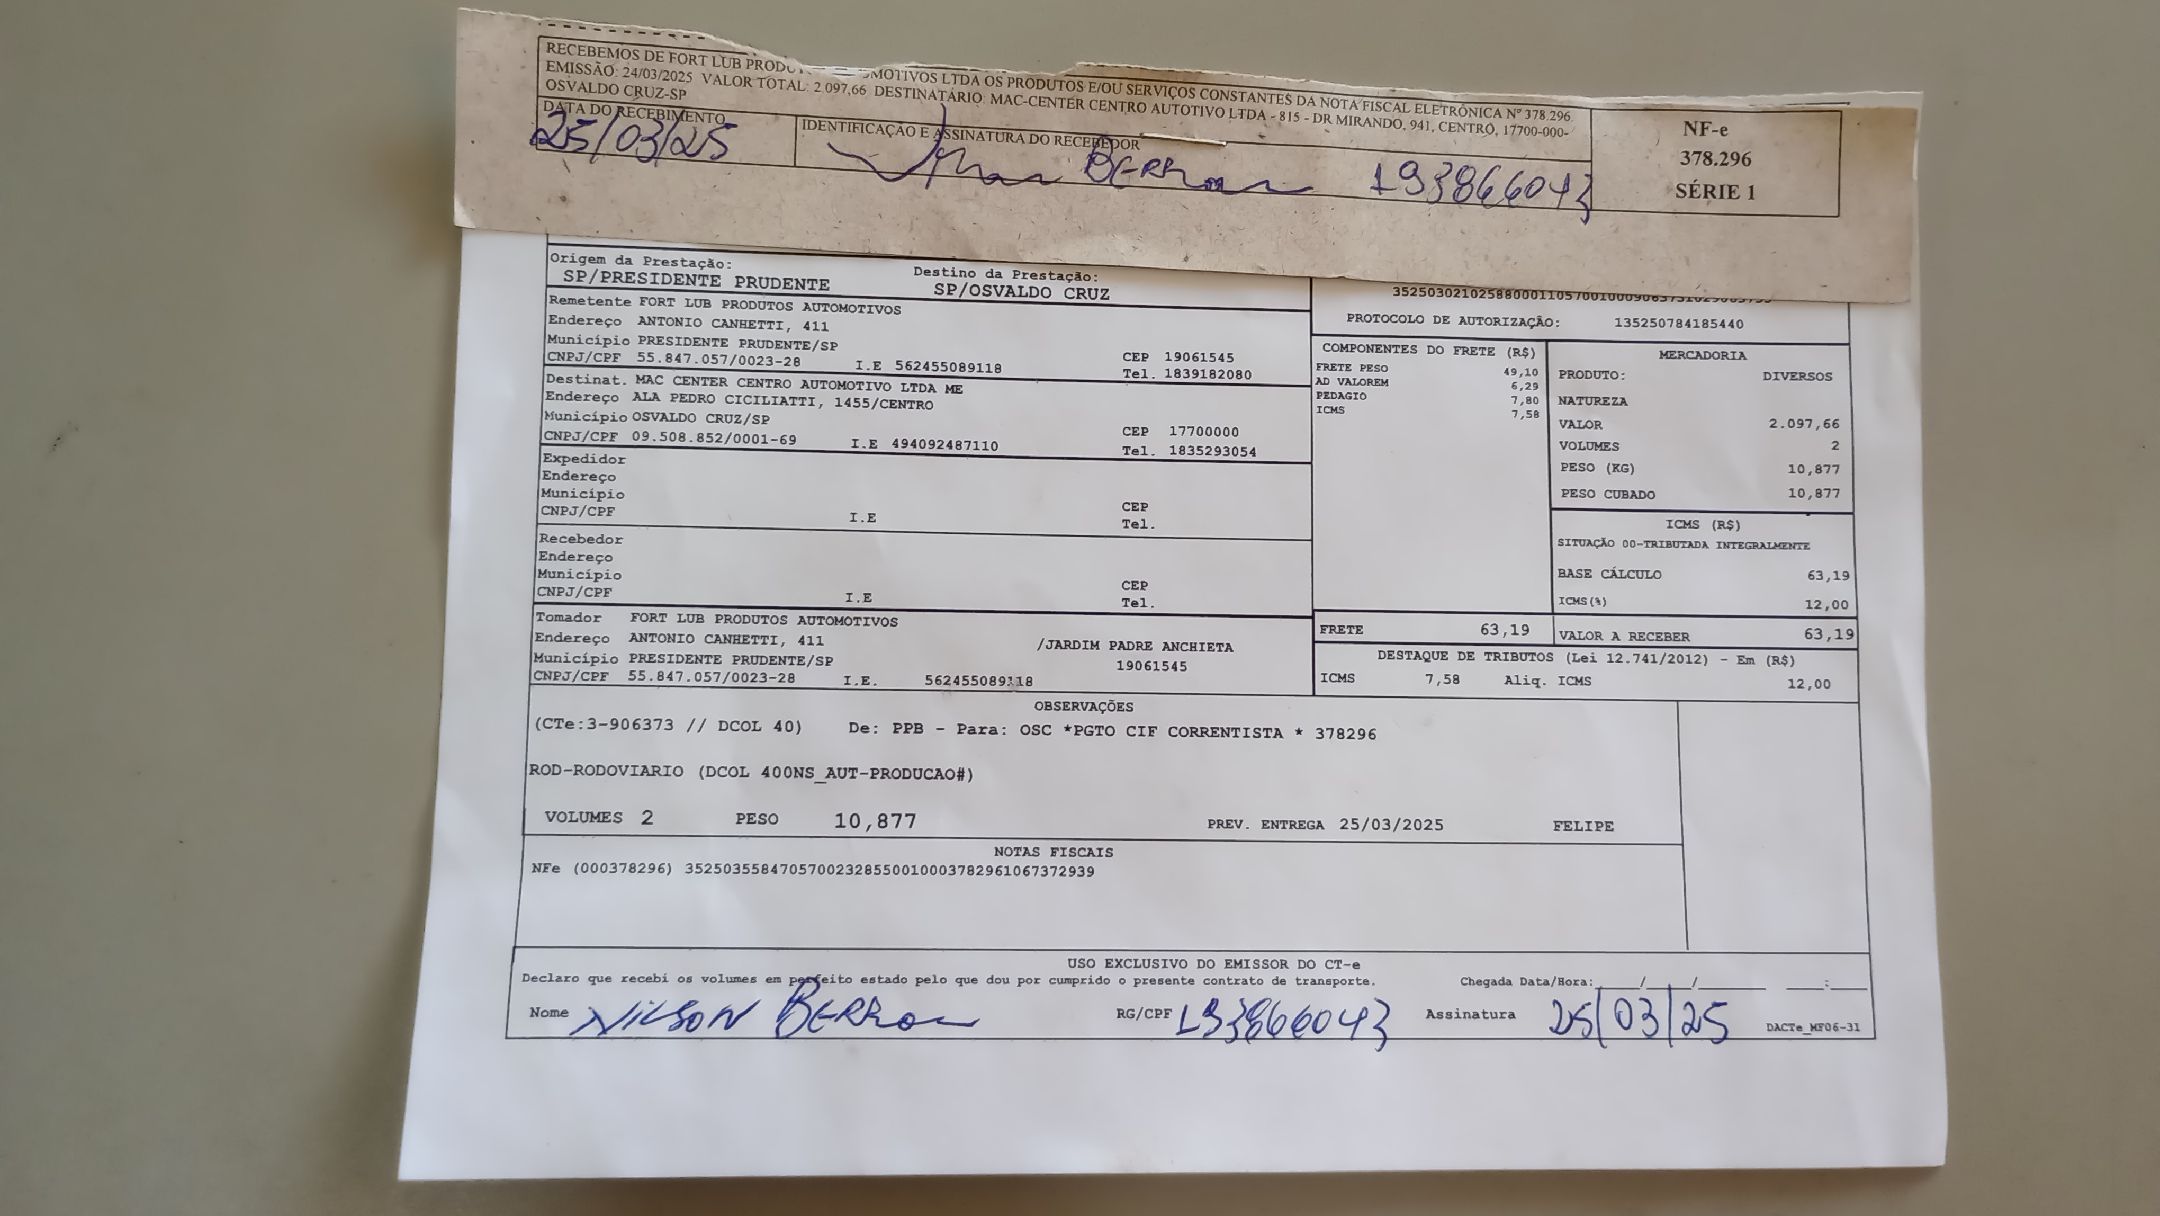 RECEBEMOS DE FORT LUB MOTIVOS LTDA OS PRODUTOS E/OU SERVIÇOS CONSTANTES DA NOTA FISCAL ELETRÔNICA Nº 378.296
EMISSÃO: 24/03/2025 VALOR TOTAL: 2.097,66 DESTINATÁRIO: MAC-CENTER CENTRO AUTOTIVO LTDA - 815 - DR MIRANDO, 941, CENTRO, 17700-000-
OSVALDO CRUZ-SP
DATA DO RECEBIMENTO
25/03/25
IDENTIFICAÇÃO E ASSINATURA DO RECEBEDOR
193866043
NF-e
378.296
SÉRIE 1
Origem da Prestação:
SP/PRESIDENTE PRUDENTE
Destino da Prestação:
SP/OSVALDO CRUZ
Remetente FORT LUB PRODUTOS AUTOMOTIVOS
Endereço ANTONIO CANHETTI, 411
Município PRESIDENTE PRUDENTE/SP CEP 19061545
CNPJ/CPF 55.847.057/0023-28 I.E 562455089118 Tel. 1839182080
Destinat. MAC CENTER CENTRO AUTOMOTIVO LTDA ME
Endereço ALA PEDRO CICILIATTI, 1455/CENTRO
Município OSVALDO CRUZ/SP CEP 17700000
CNPJ/CPF 09.508.852/0001-69 I.E 494092487110 Tel. 1835293054
Expedidor
Endereço
Município CEP
CNPJ/CPF I.E Tel.
Recebedor
Endereço
Município CEP
CNPJ/CPF I.E Tel.
Tomador FORT LUB PRODUTOS AUTOMOTIVOS
Endereço ANTONIO CANHETTI, 411 /JARDIM PADRE ANCHIETA
Município PRESIDENTE PRUDENTE/SP 19061545
CNPJ/CPF 55.847.057/0023-28 I.E. 562455089118
PROTOCOLO DE AUTORIZAÇÃO: 135250784185440
COMPONENTES DO FRETE (R$)
FRETE PESO 49,10
AD VALOREM 6,29
PEDAGIO 7,80
ICMS 7,58
MERCADORIA
PRODUTO: DIVERSOS
NATUREZA
VALOR 2.097,66
VOLUMES 2
PESO (KG) 10,877
PESO CUBADO 10,877
ICMS (R$)
SITUAÇÃO 00-TRIBUTADA INTEGRALMENTE
BASE CÁLCULO 63,19
ICMS(%) 12,00
FRETE 63,19 VALOR A RECEBER 63,19
DESTAQUE DE TRIBUTOS (Lei 12.741/2012) - Em (R$)
ICMS 7,58 Aliq. ICMS 12,00
OBSERVAÇÕES
(CTe:3-906373 // DCOL 40) De: PPB - Para: OSC *PGTO CIF CORRENTISTA * 378296
ROD-RODOVIARIO (DCOL 400NS_AUT-PRODUCAO#)
VOLUMES 2 PESO 10,877 PREV. ENTREGA 25/03/2025 FELIPE
NOTAS FISCAIS
NFe (000378296) 35250355847057002328550010003782961067372939
USO EXCLUSIVO DO EMISSOR DO CT-e
Declaro que recebi os volumes em perfeito estado pelo que dou por cumprido o presente contrato de transporte. Chegada Data/Hora: ____/____/______ ____:____
Nome NILSON RG/CPF 193866043 Assinatura 25/03/25 DACTe_MF06-31